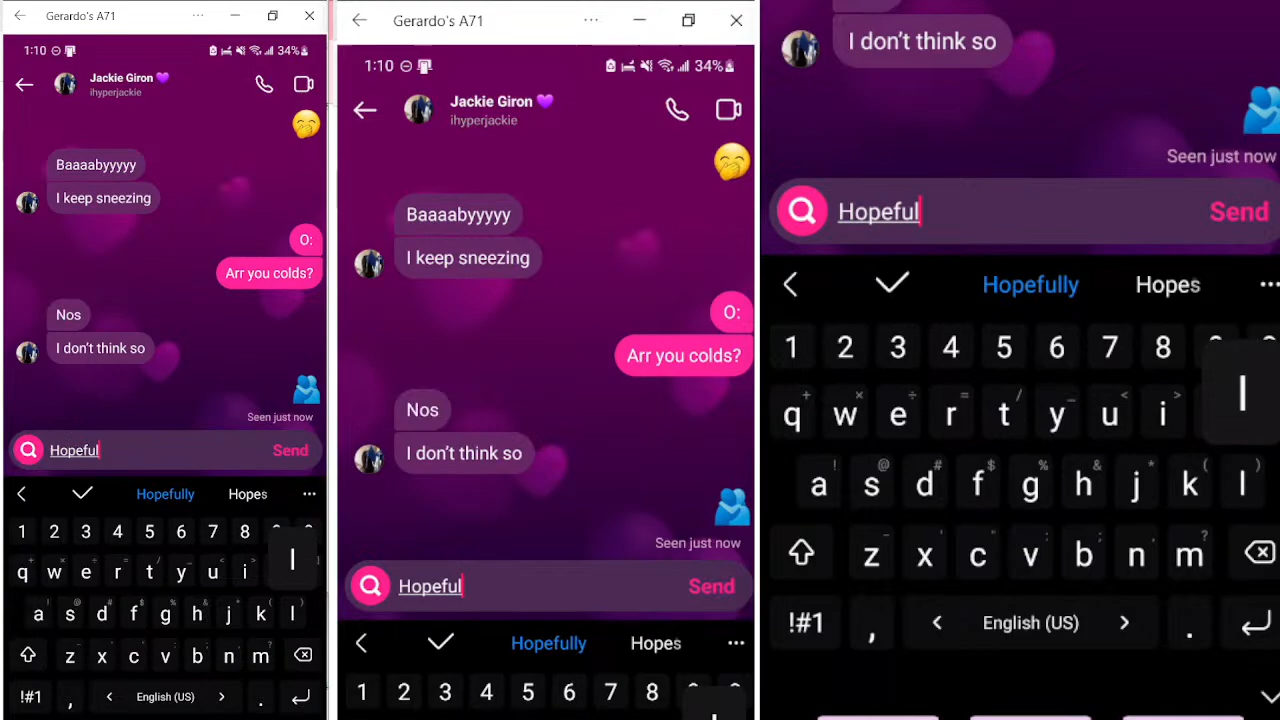 Gerardo's A71
1:10
34%
Jackie Giron
ihyperjackie
Baaaabyyyyy
I keep sneezing
O:
Arr you colds?
Nos
I don't think so
Seen just now
Hopeful
Send
Hopefully Hopes
1 2 3 4 5 6 7 8
q w e r t y u i
l
a s d f g h j k l
z x c v b n m
!#1 , < English (US) > .
Gerardo's A71
1:10
34%
Jackie Giron
ihyperjackie
Baaaabyyyyy
I keep sneezing
O:
Arr you colds?
Nos
I don't think so
Seen just now
Hopeful
Send
Hopefully Hopes
1 2 3 4 5 6 7 8
I don't think so
Seen just now
Hopeful
Send
Hopefully Hopes
1 2 3 4 5 6 7 8
q w e r t y u i
l
a s d f g h j k l
z x c v b n m
!#1 , < English (US) > .